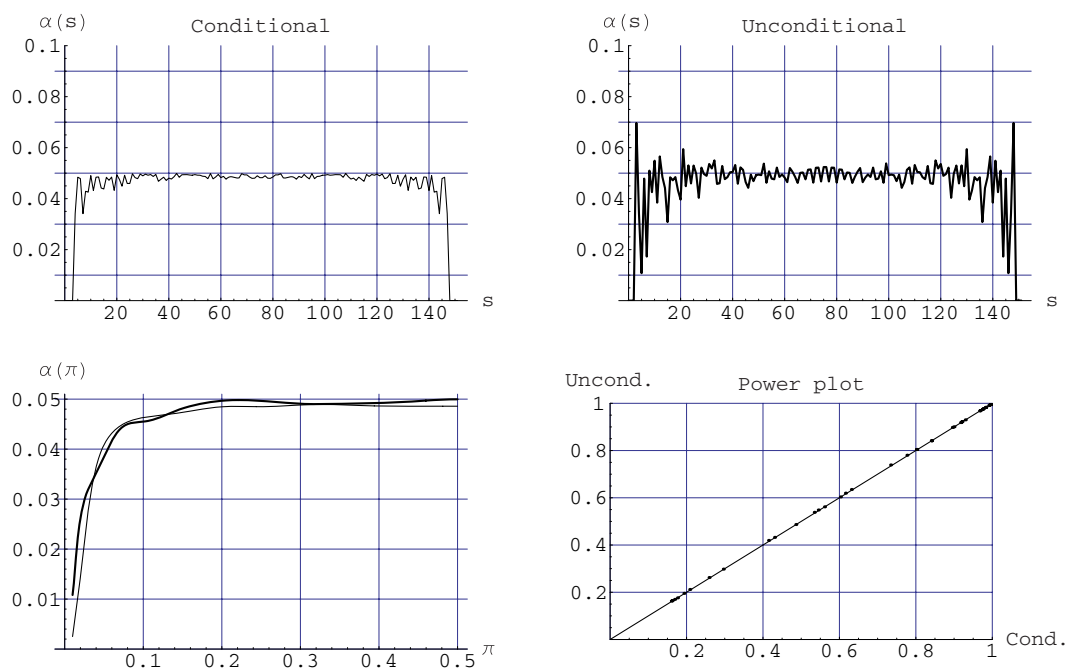 α(s) Conditional
0.1
0.08
0.06
0.04
0.02
20 40 60 80 100 120 140 s
α(s) Unconditional
0.1
0.08
0.06
0.04
0.02
20 40 60 80 100 120 140 s
α(π)
0.05
0.04
0.03
0.02
0.01
0.1 0.2 0.3 0.4 0.5 π
Uncond. Power plot
1
0.8
0.6
0.4
0.2
0.2 0.4 0.6 0.8 1 Cond.